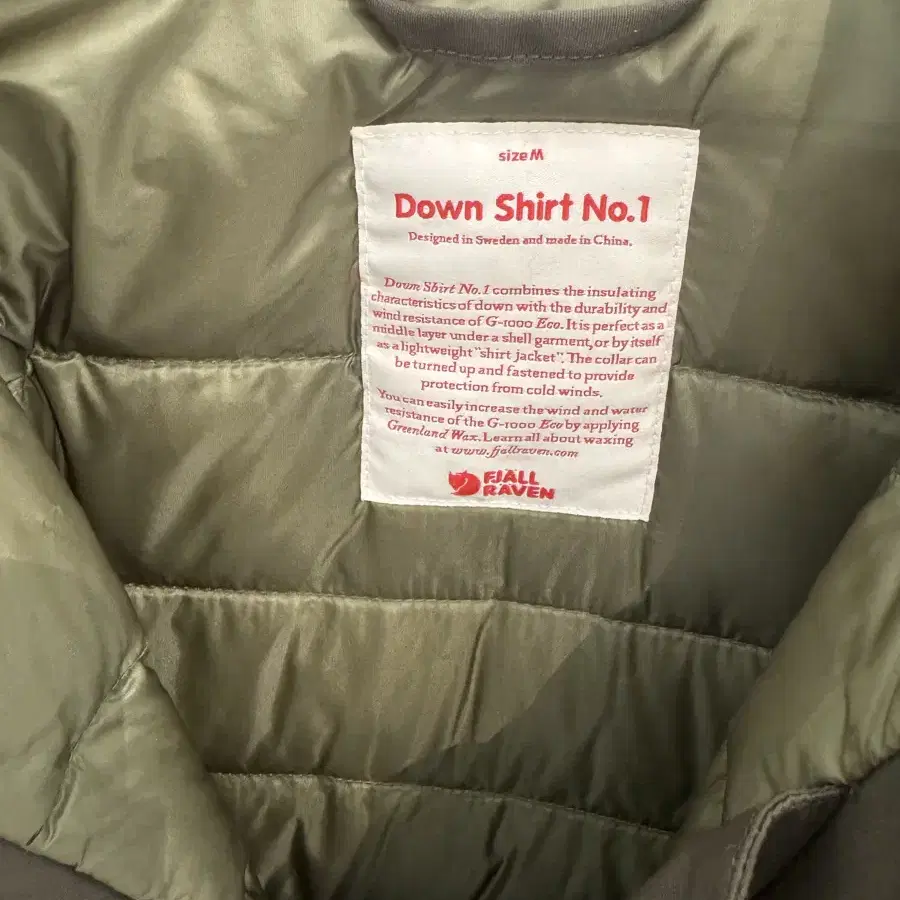 size M
Down Shirt No.1
Designed in Sweden and made in China.
Down Shirt No.1 combines the insulating
characteristics of down with the durability and
wind resistance of G-1000 Eco. It is perfect as a
middle layer under a shell garment, or by itself
as a lightweight "shirt jacket". The collar can
be turned up and fastened to provide
protection from cold winds.
You can easily increase the wind and water
resistance of the G-1000 Eco by applying
Greenland Wax. Learn all about waxing
at www.fjallraven.com
FJÄLL
RÄVEN